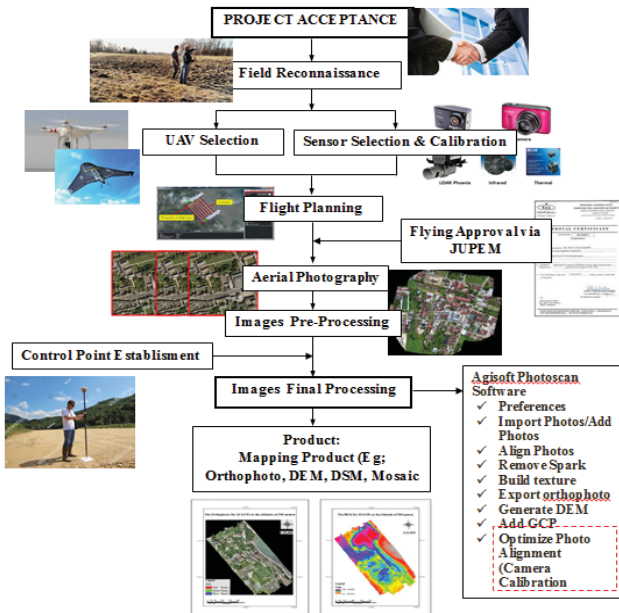 PROJECT ACCEPTANCE
Field Reconnaissance
UAV Selection
Sensor Selection & Calibration
LiDAR Phoenix
Infrared
Thermal
Flight Planning
Flying Approval via
JUPEM
Aerial Photography
Images Pre-Processing
Control Point Establisment
Images Final Processing
Product:
Mapping Product (Eg;
Orthophoto, DEM, DSM, Mosaic
Agisoft Photoscan
Software
✓ Preferences
✓ Import Photos/Add
Photos
✓ Align Photos
✓ Remove Spark
✓ Build texture
✓ Export orthophoto
✓ Generate DEM
✓ Add GCP
✓ Optimize Photo
Alignment
(Camera
Calibration